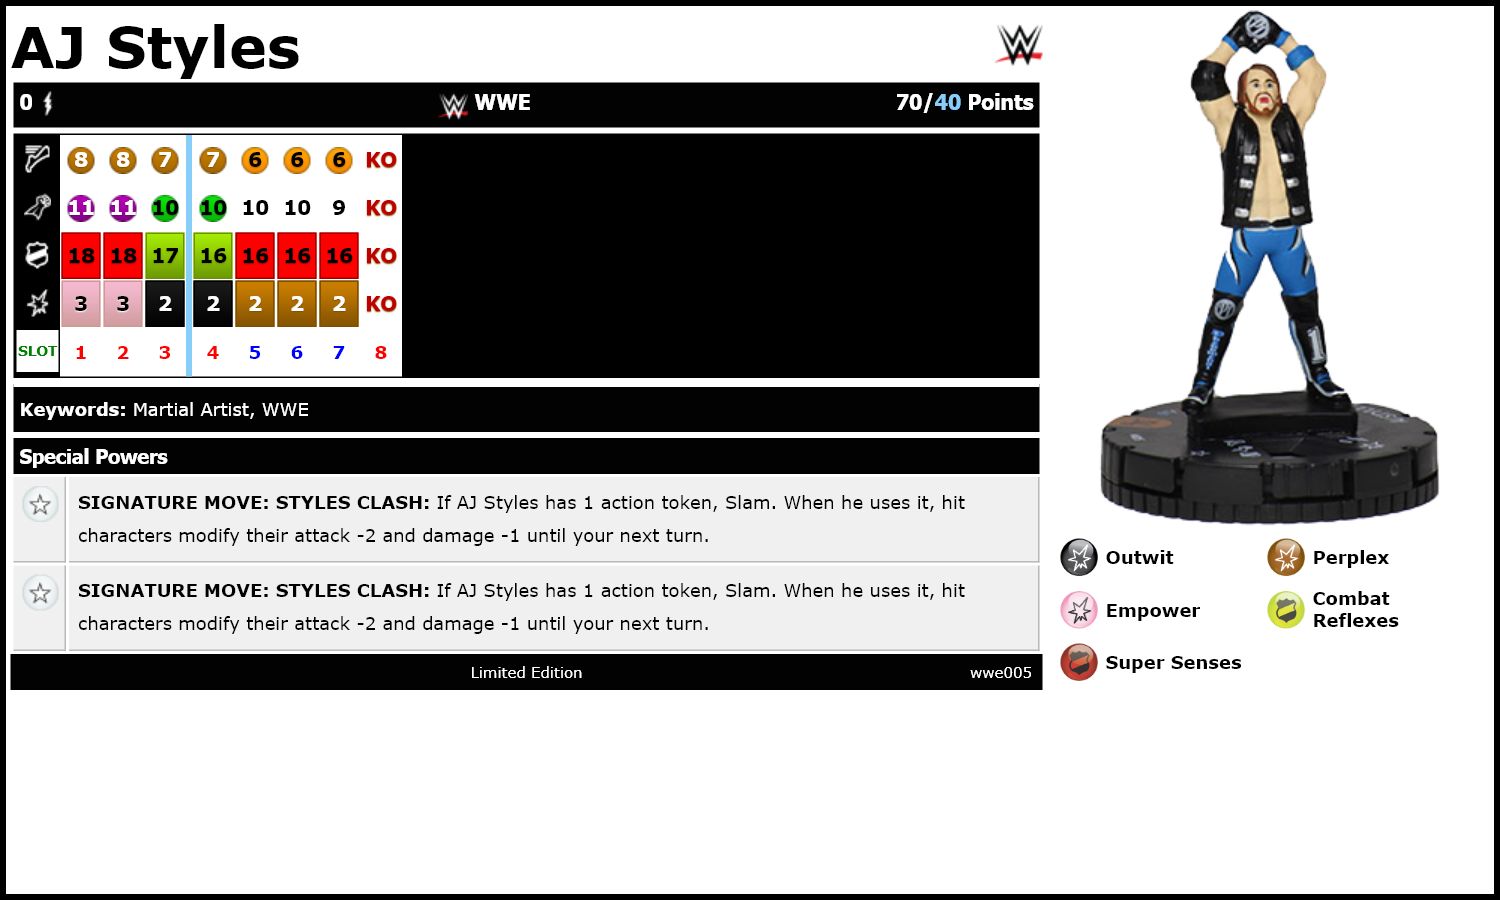 AJ Styles
0 WWE 70/40 Points
8 8 7 7 6 6 6 KO
11 11 10 10 10 10 9 KO
18 18 17 16 16 16 16 KO
3 3 2 2 2 2 2 KO
SLOT 1 2 3 4 5 6 7 8
Keywords: Martial Artist, WWE
Special Powers
SIGNATURE MOVE: STYLES CLASH: If AJ Styles has 1 action token, Slam. When he uses it, hit
characters modify their attack -2 and damage -1 until your next turn.
SIGNATURE MOVE: STYLES CLASH: If AJ Styles has 1 action token, Slam. When he uses it, hit
characters modify their attack -2 and damage -1 until your next turn.
Limited Edition wwe005
Outwit Perplex
Empower Combat
Reflexes
Super Senses